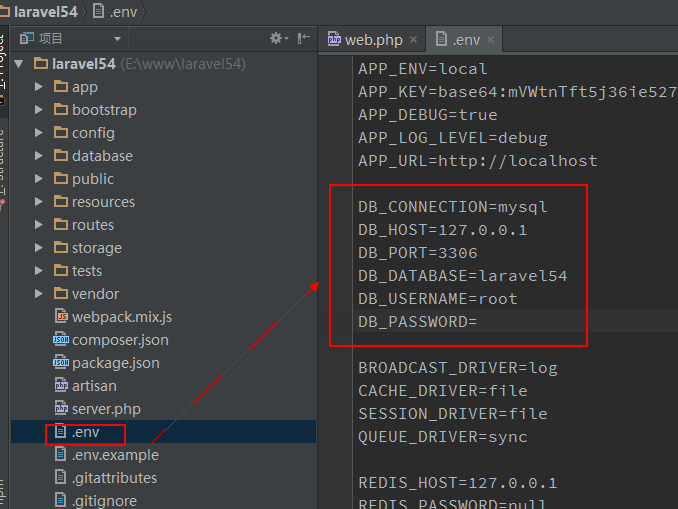 laravel54
.env
项目
web.php
.env
laravel54 (E:\www\laravel54)
app
bootstrap
config
database
public
resources
routes
storage
tests
vendor
webpack.mix.js
composer.json
package.json
artisan
server.php
.env
.env.example
.gitattributes
.gitignore
APP_ENV=local
APP_KEY=base64:mVWtnTft5j36ie527
APP_DEBUG=true
APP_LOG_LEVEL=debug
APP_URL=http://localhost
DB_CONNECTION=mysql
DB_HOST=127.0.0.1
DB_PORT=3306
DB_DATABASE=laravel54
DB_USERNAME=root
DB_PASSWORD=
BROADCAST_DRIVER=log
CACHE_DRIVER=file
SESSION_DRIVER=file
QUEUE_DRIVER=sync
REDIS_HOST=127.0.0.1
REDIS_PASSWORD=null